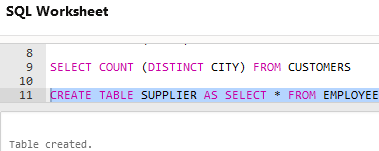 SQL Worksheet
8
9 SELECT COUNT (DISTINCT CITY) FROM CUSTOMERS
10
11 CREATE TABLE SUPPLIER AS SELECT * FROM EMPLOYEE
Table created.